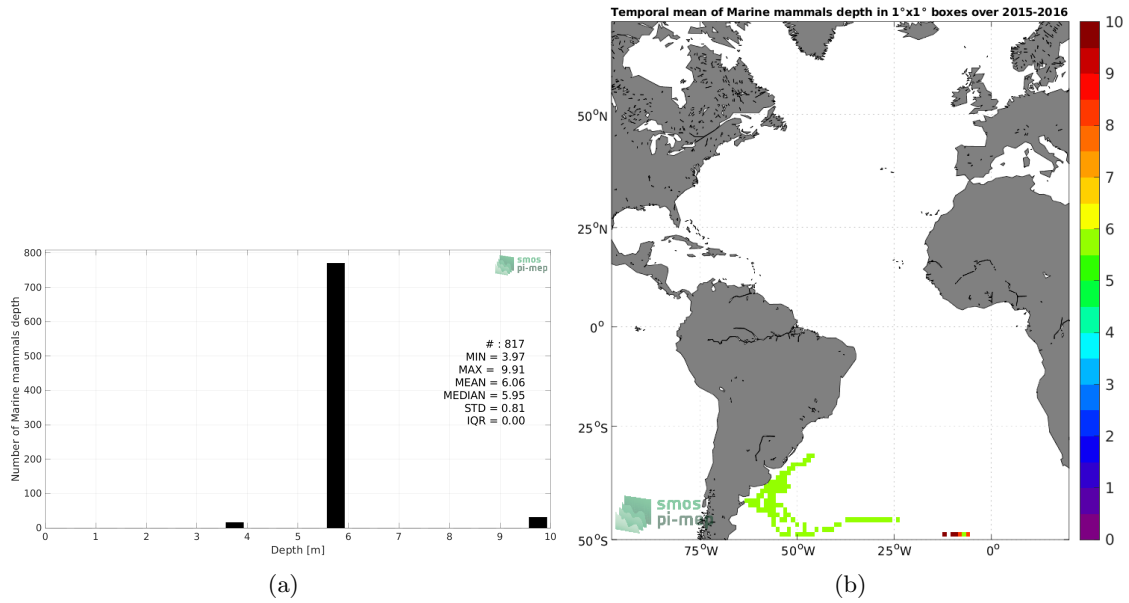 Temporal mean of Marine mammals depth in 1°x1° boxes over 2015-2016
800
700
600
500
400
300
200
100
0
Number of Marine mammals depth
smos
pi-mep
# : 817
MIN = 3.97
MAX = 9.91
MEAN = 6.06
MEDIAN = 5.95
STD = 0.81
IQR = 0.00
0 1 2 3 4 5 6 7 8 9 10
Depth [m]
(a)
50°N
25°N
0°
25°S
50°S
smos
pi-mep
75°W 50°W 25°W 0°
10
9
8
7
6
5
4
3
2
1
0
(b)